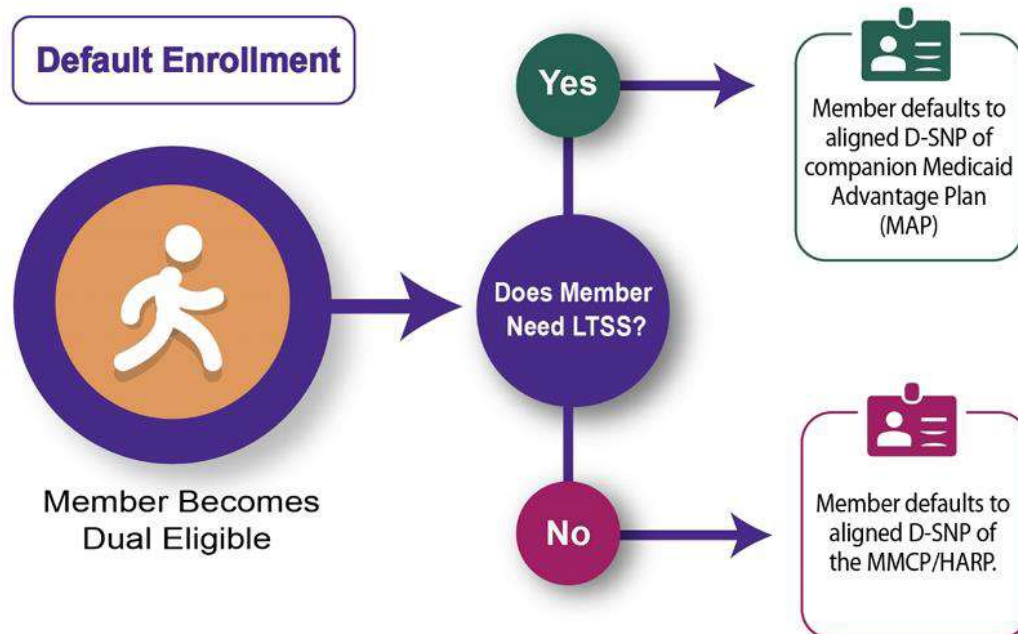 Default Enrollment
Member Becomes
Dual Eligible
Does Member
Need LTSS?
Yes
Member defaults to
aligned D-SNP of
companion Medicaid
Advantage Plan
(MAP)
No
Member defaults to
aligned D-SNP of
the MMCP/HARP.